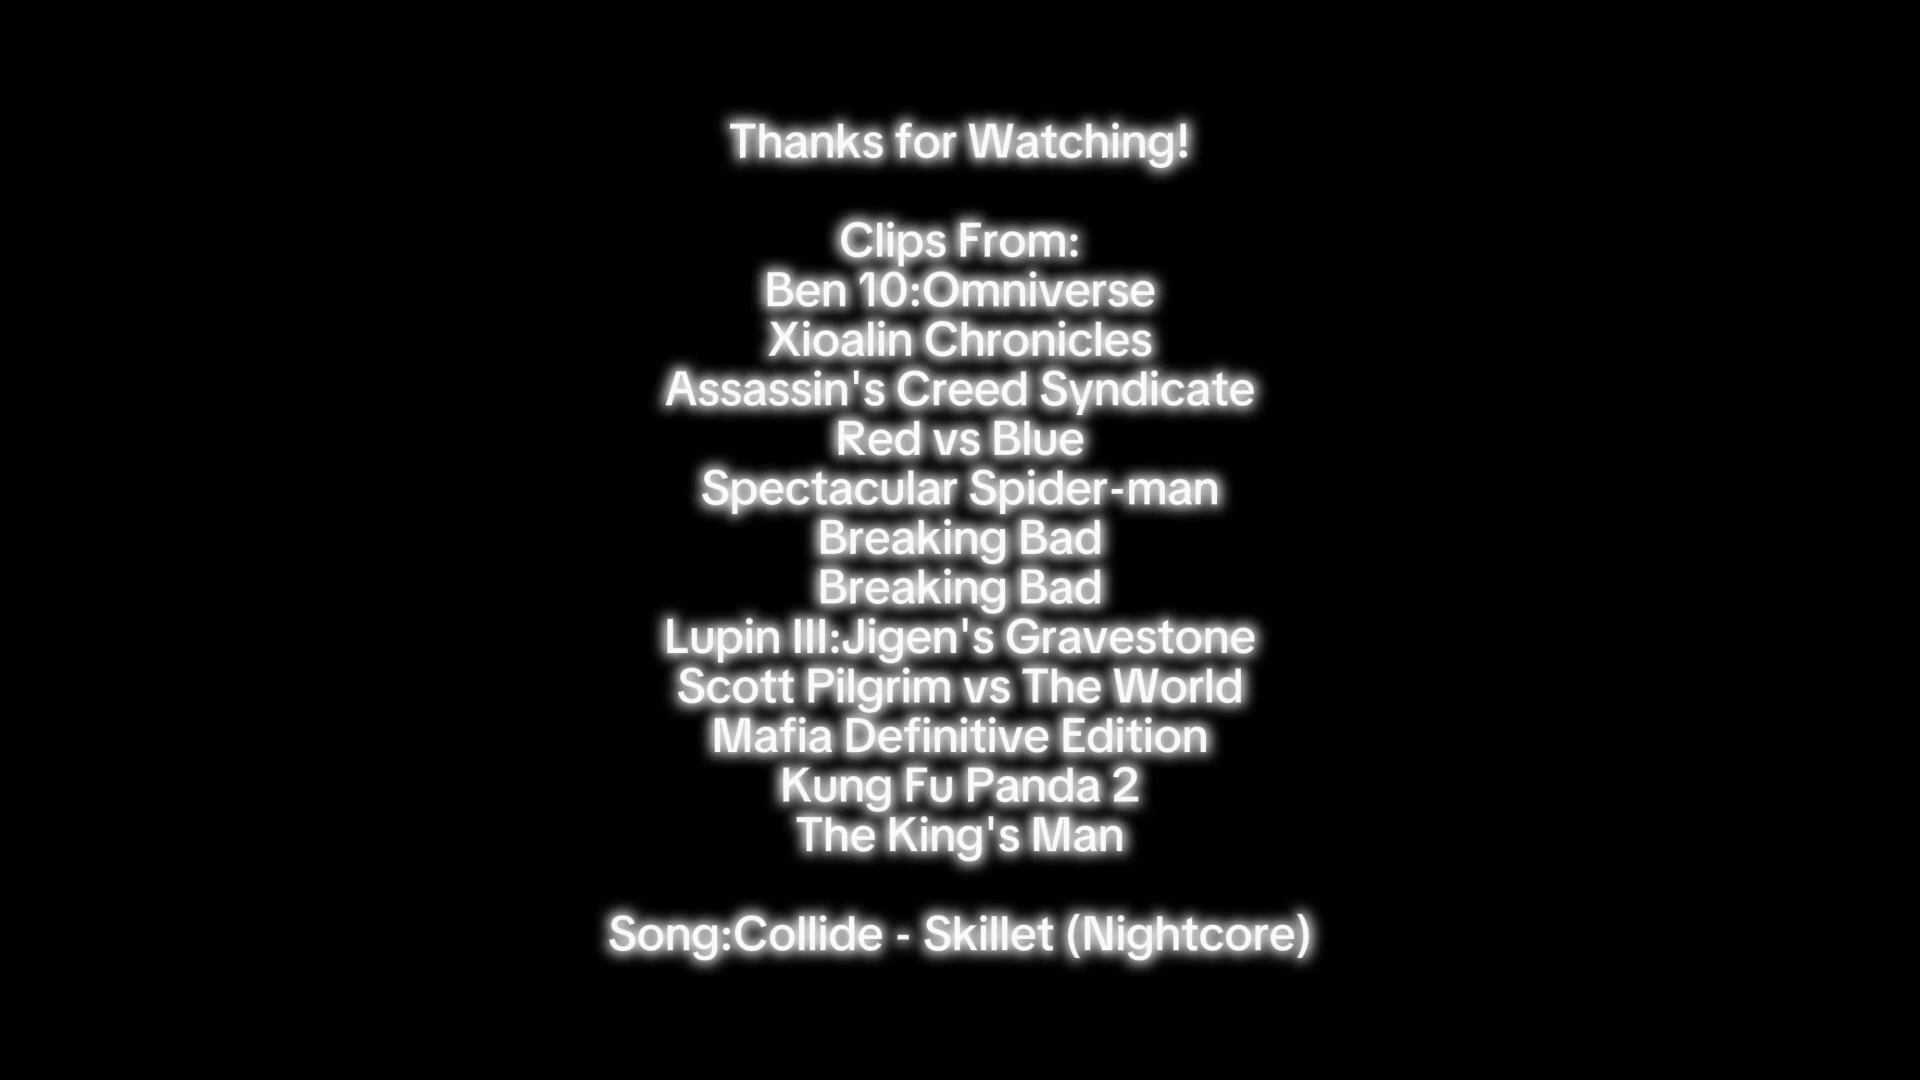 Thanks for Watching!
Clips From:
Ben 10:Omniverse
Xioalin Chronicles
Assassin's Creed Syndicate
Red vs Blue
Spectacular Spider-man
Breaking Bad
Breaking Bad
Lupin III:Jigen's Gravestone
Scott Pilgrim vs The World
Mafia Definitive Edition
Kung Fu Panda 2
The King's Man
Song:Collide - Skillet (Nightcore)